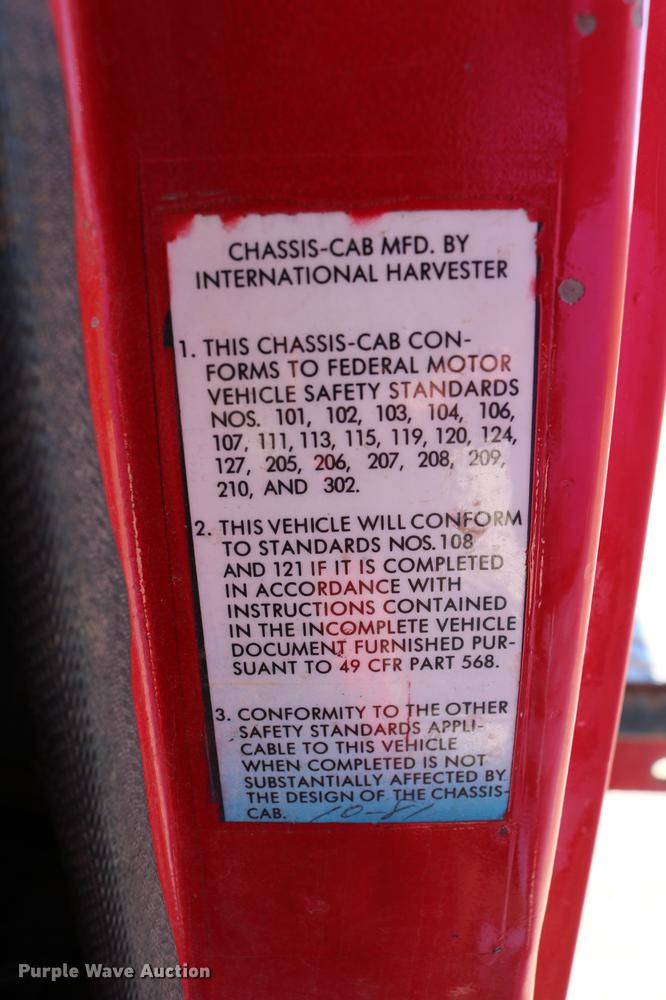 CHASSIS-CAB MFD. BY
INTERNATIONAL HARVESTER
1. THIS CHASSIS-CAB CON-
FORMS TO FEDERAL MOTOR
VEHICLE SAFETY STANDARDS
NOS. 101, 102, 103, 104, 106,
107, 111, 113, 115, 119, 120, 124,
127, 205, 206, 207, 208, 209,
210, AND 302.
2. THIS VEHICLE WILL CONFORM
TO STANDARDS NOS. 108
AND 121 IF IT IS COMPLETED
IN ACCORDANCE WITH
INSTRUCTIONS CONTAINED
IN THE INCOMPLETE VEHICLE
DOCUMENT FURNISHED PUR-
SUANT TO 49 CFR PART 568.
3. CONFORMITY TO THE OTHER
SAFETY STANDARDS APPLI-
CABLE TO THIS VEHICLE
WHEN COMPLETED IS NOT
SUBSTANTIALLY AFFECTED BY
THE DESIGN OF THE CHASSIS-
CAB. 10-81
Purple Wave Auction